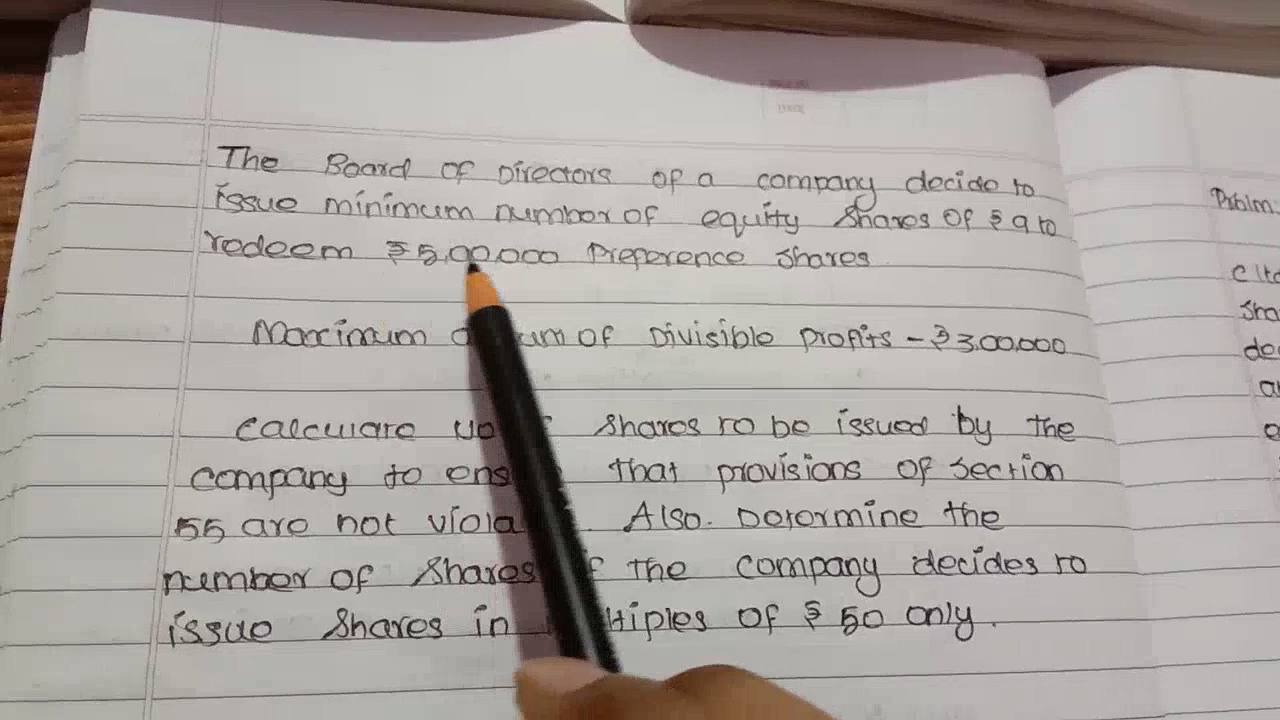 The Board of Directors of a company decide to
issue minimum number of equity shares of ₹ 9 to
redeem ₹5,00,000 Preference shares
Maximum of Divisible profits - ₹3,00,000
calculate shares to be issued by the
company to that provisions of section
55 are not Also. Determine the
number of shares the company decides to
issue shares in of ₹ 50 only.
Problm.